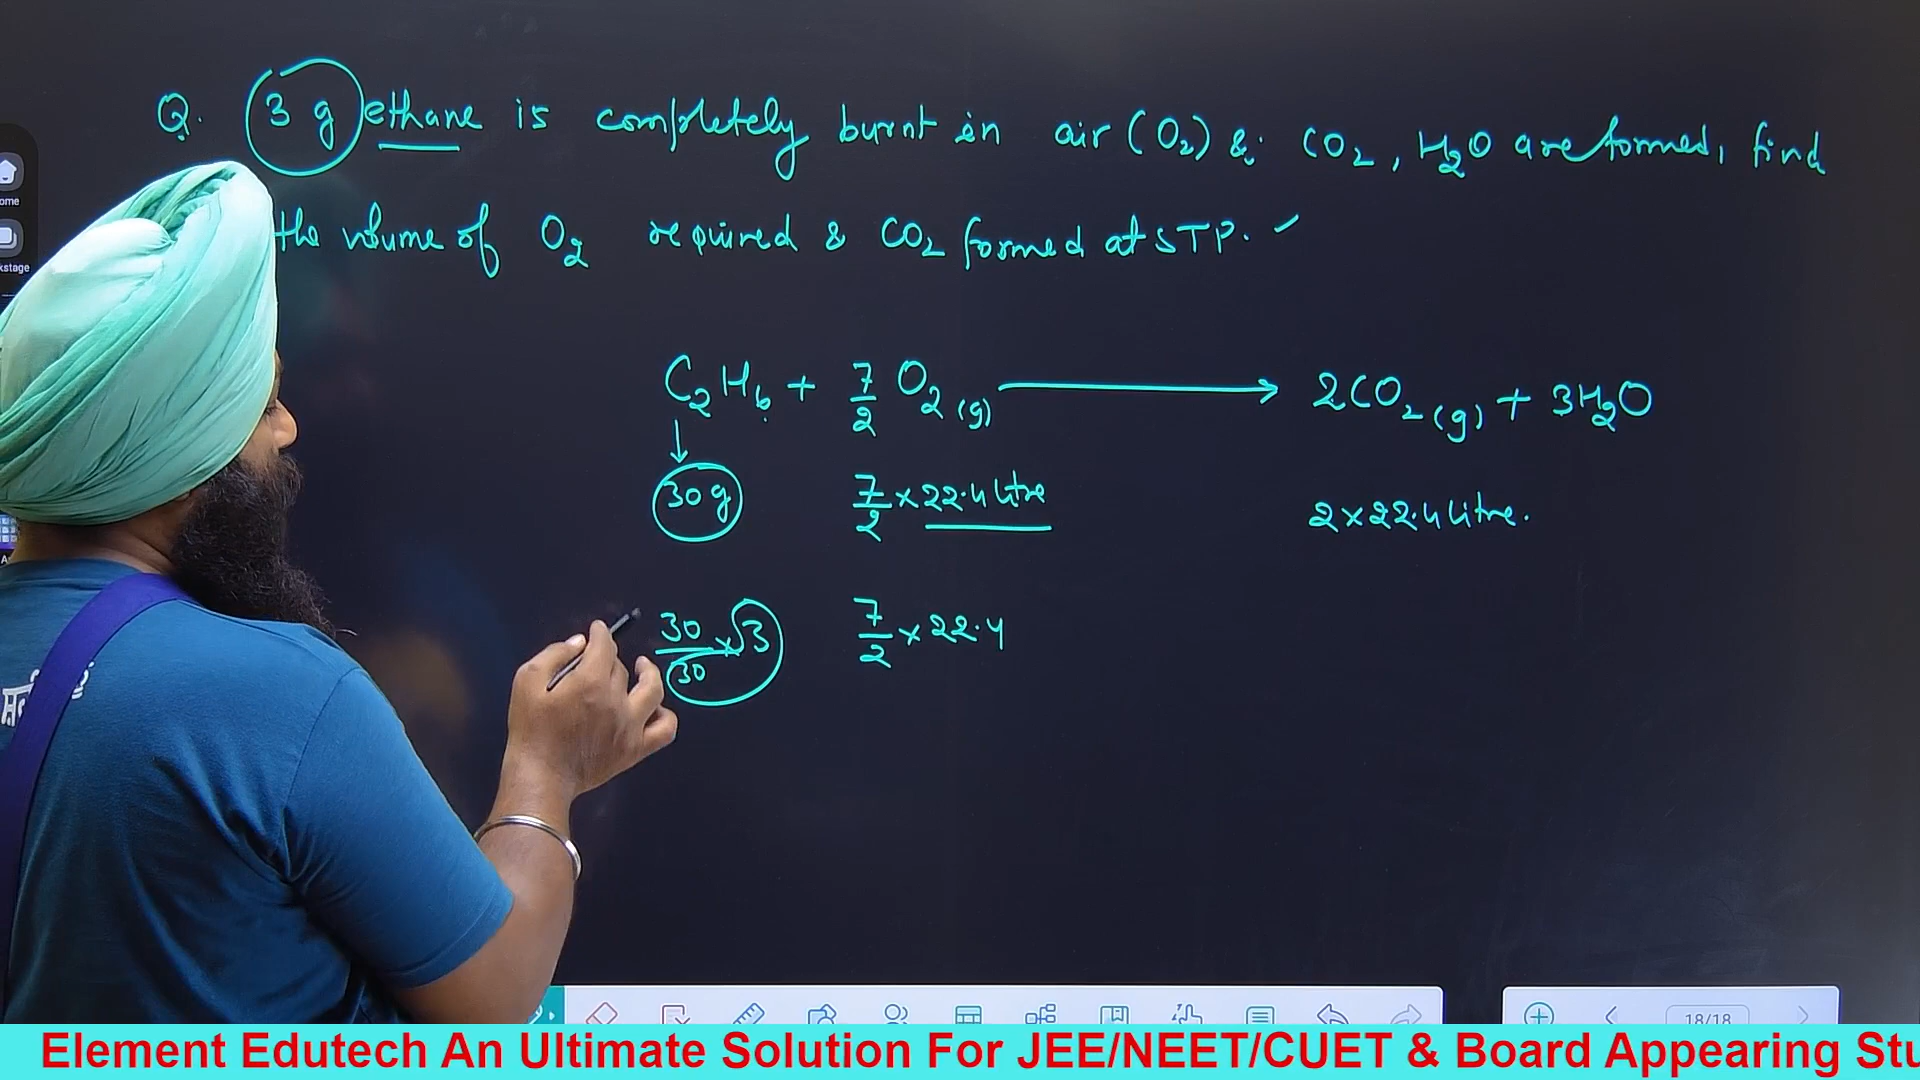 Q. 3 g ethane is completely burnt in air (O2) & CO2, H2O are formed, find
the volume of O2 required & CO2 formed at STP.
C2H6 + 7/2 O2 (g) ⟶ 2CO2 (g) + 3H2O
30 g 7/2 × 22.4 litre 2 × 22.4 litre.
30/30 × 3 7/2 × 22.4
ome
kstage
18/18
Element Edutech An Ultimate Solution For JEE/NEET/CUET & Board Appearing Stu